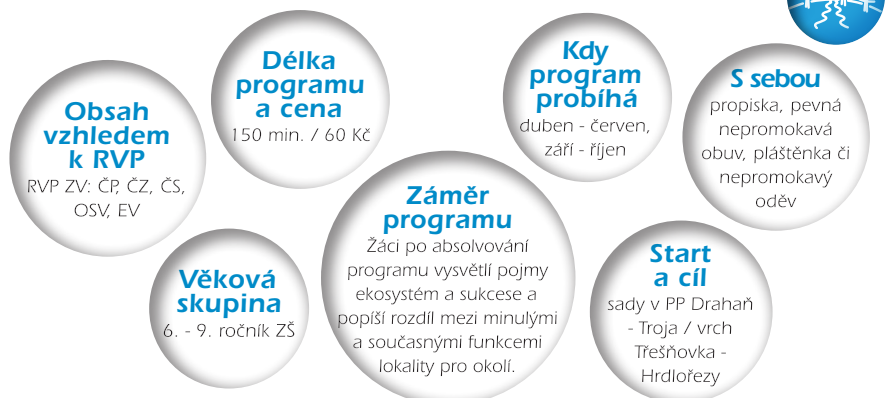 Obsah
vzhledem
k RVP
RVP ZV: ČP, ČZ, ČS,
OSV, EV
Délka
programu
a cena
150 min. / 60 Kč
Kdy
program
probíhá
duben - červen,
září - říjen
S sebou
propiska, pevná
nepromokavá
obuv, pláštěnka či
nepromokavý
oděv
Věková
skupina
6. - 9. ročník ZŠ
Záměr
programu
Žáci po absolvování
programu vysvětlí pojmy
ekosystém a sukcese a
popíší rozdíl mezi minulými
a současnými funkcemi
lokality pro okolí.
Start
a cíl
sady v PP Drahaň
- Troja / vrch
Třešňovka -
Hrdlořezy